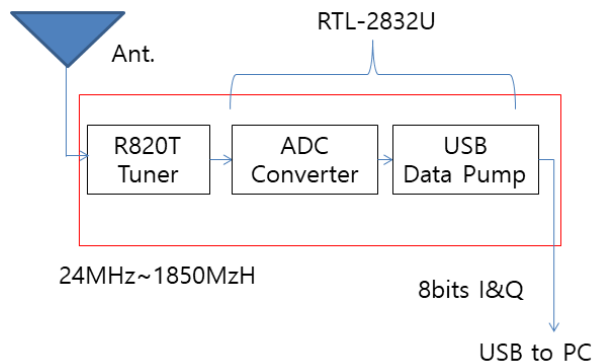 RTL-2832U
Ant.
R820T
Tuner
ADC
Converter
USB
Data Pump
24MHz~1850MzH
8bits I&Q
USB to PC